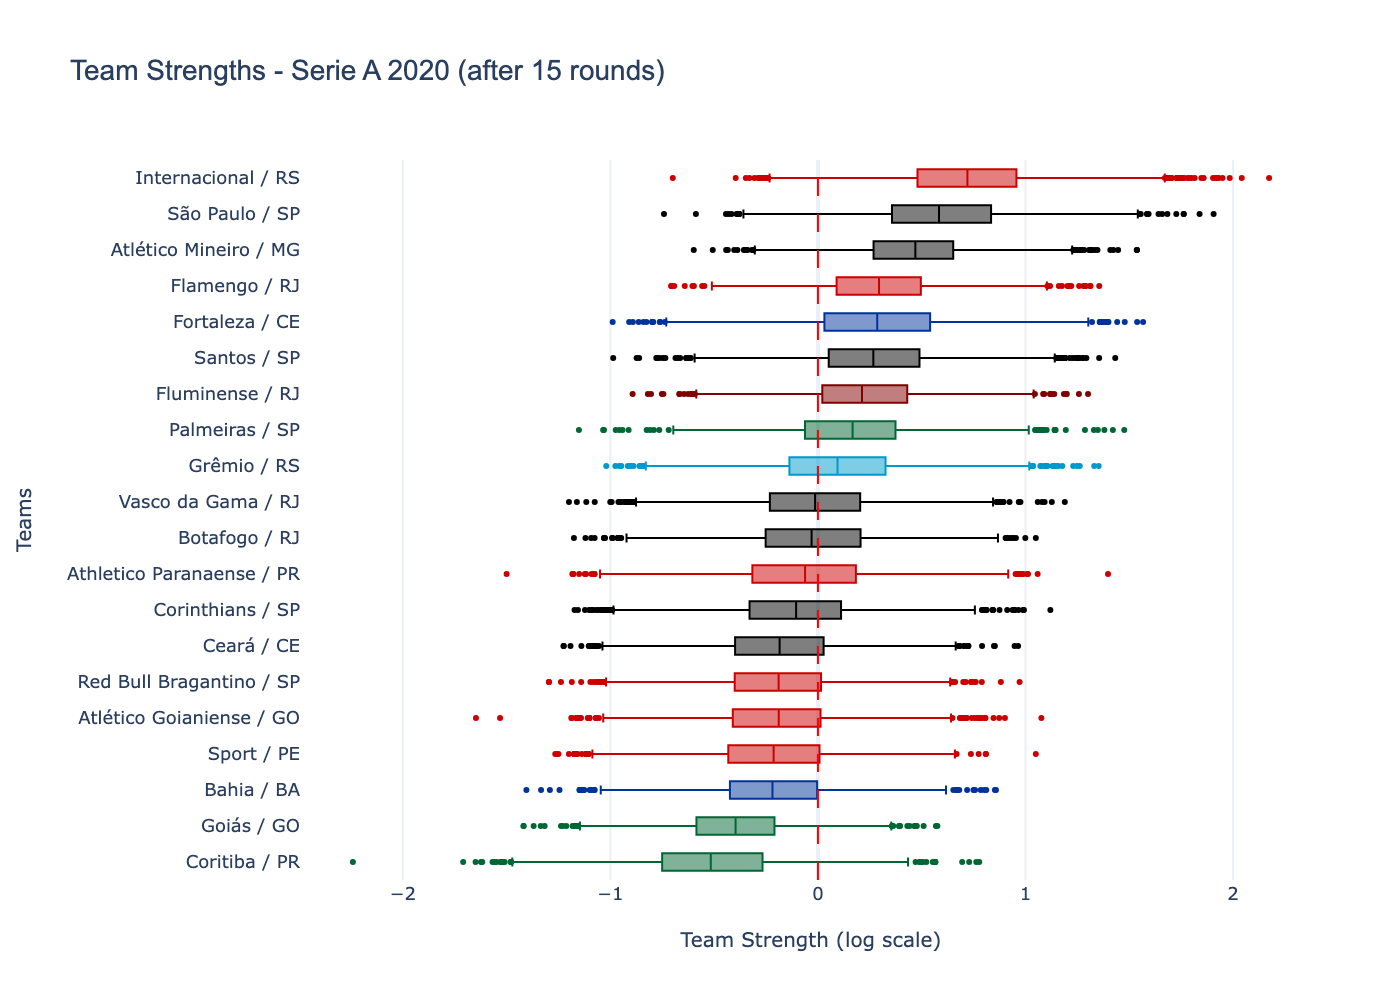 Team Strengths - Serie A 2020 (after 15 rounds)
Teams
Internacional / RS
São Paulo / SP
Atlético Mineiro / MG
Flamengo / RJ
Fortaleza / CE
Santos / SP
Fluminense / RJ
Palmeiras / SP
Grêmio / RS
Vasco da Gama / RJ
Botafogo / RJ
Athletico Paranaense / PR
Corinthians / SP
Ceará / CE
Red Bull Bragantino / SP
Atlético Goianiense / GO
Sport / PE
Bahia / BA
Goiás / GO
Coritiba / PR
−2 −1 0 1 2
Team Strength (log scale)